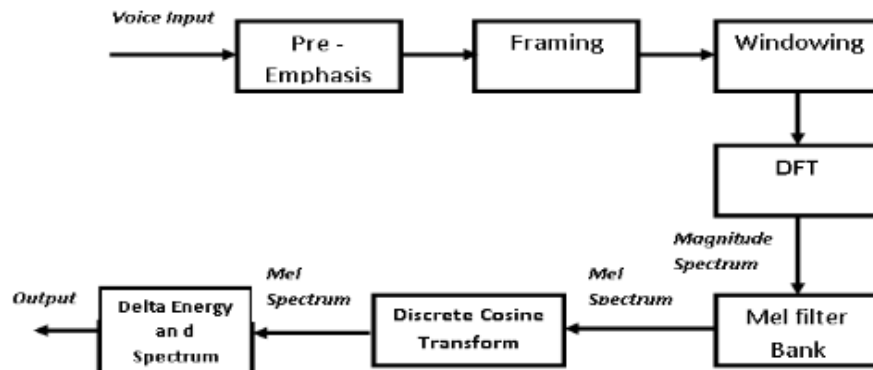 Voice Input
Pre -
Emphasis
Framing
Windowing
DFT
Magnitude
Spectrum
Mel filter
Bank
Mel
Spectrum
Discrete Cosine
Transform
Mel
Spectrum
Delta Energy
an d
Spectrum
Output